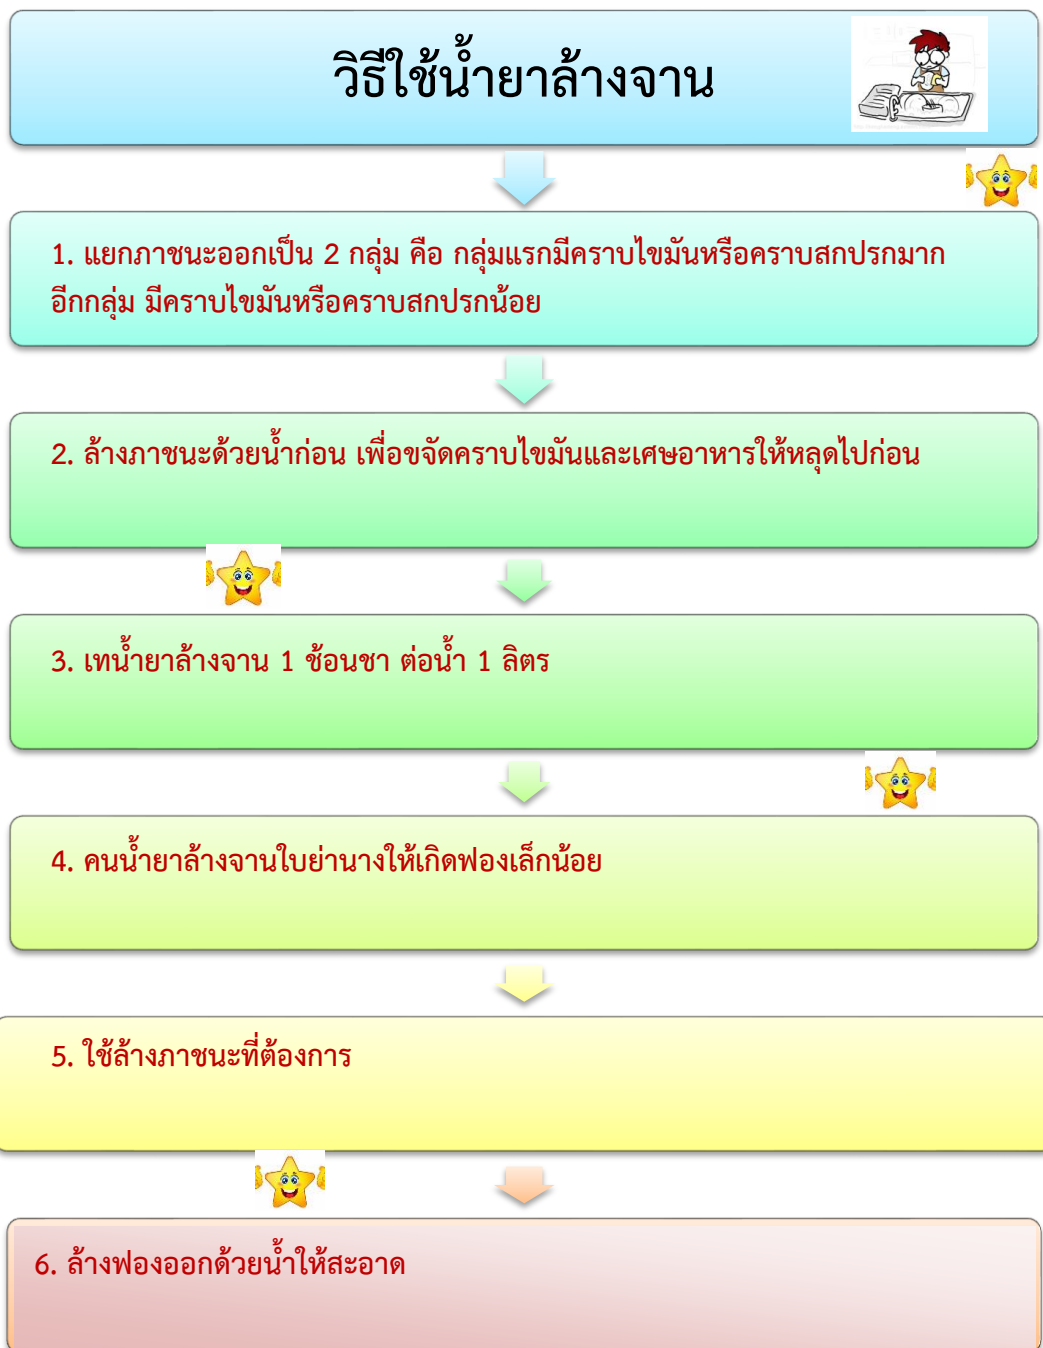 วิธีใช้น้ำยาล้างจาน
1. แยกภาชนะออกเป็น 2 กลุ่ม คือ กลุ่มแรกมีคราบไขมันหรือคราบสกปรกมาก
อีกกลุ่ม มีคราบไขมันหรือคราบสกปรกน้อย
2. ล้างภาชนะด้วยน้ำก่อน เพื่อขจัดคราบไขมันและเศษอาหารให้หลุดไปก่อน
3. เทน้ำยาล้างจาน 1 ช้อนชา ต่อน้ำ 1 ลิตร
4. คนน้ำยาล้างจานใบย่านางให้เกิดฟองเล็กน้อย
5. ใช้ล้างภาชนะที่ต้องการ
6. ล้างฟองออกด้วยน้ำให้สะอาด